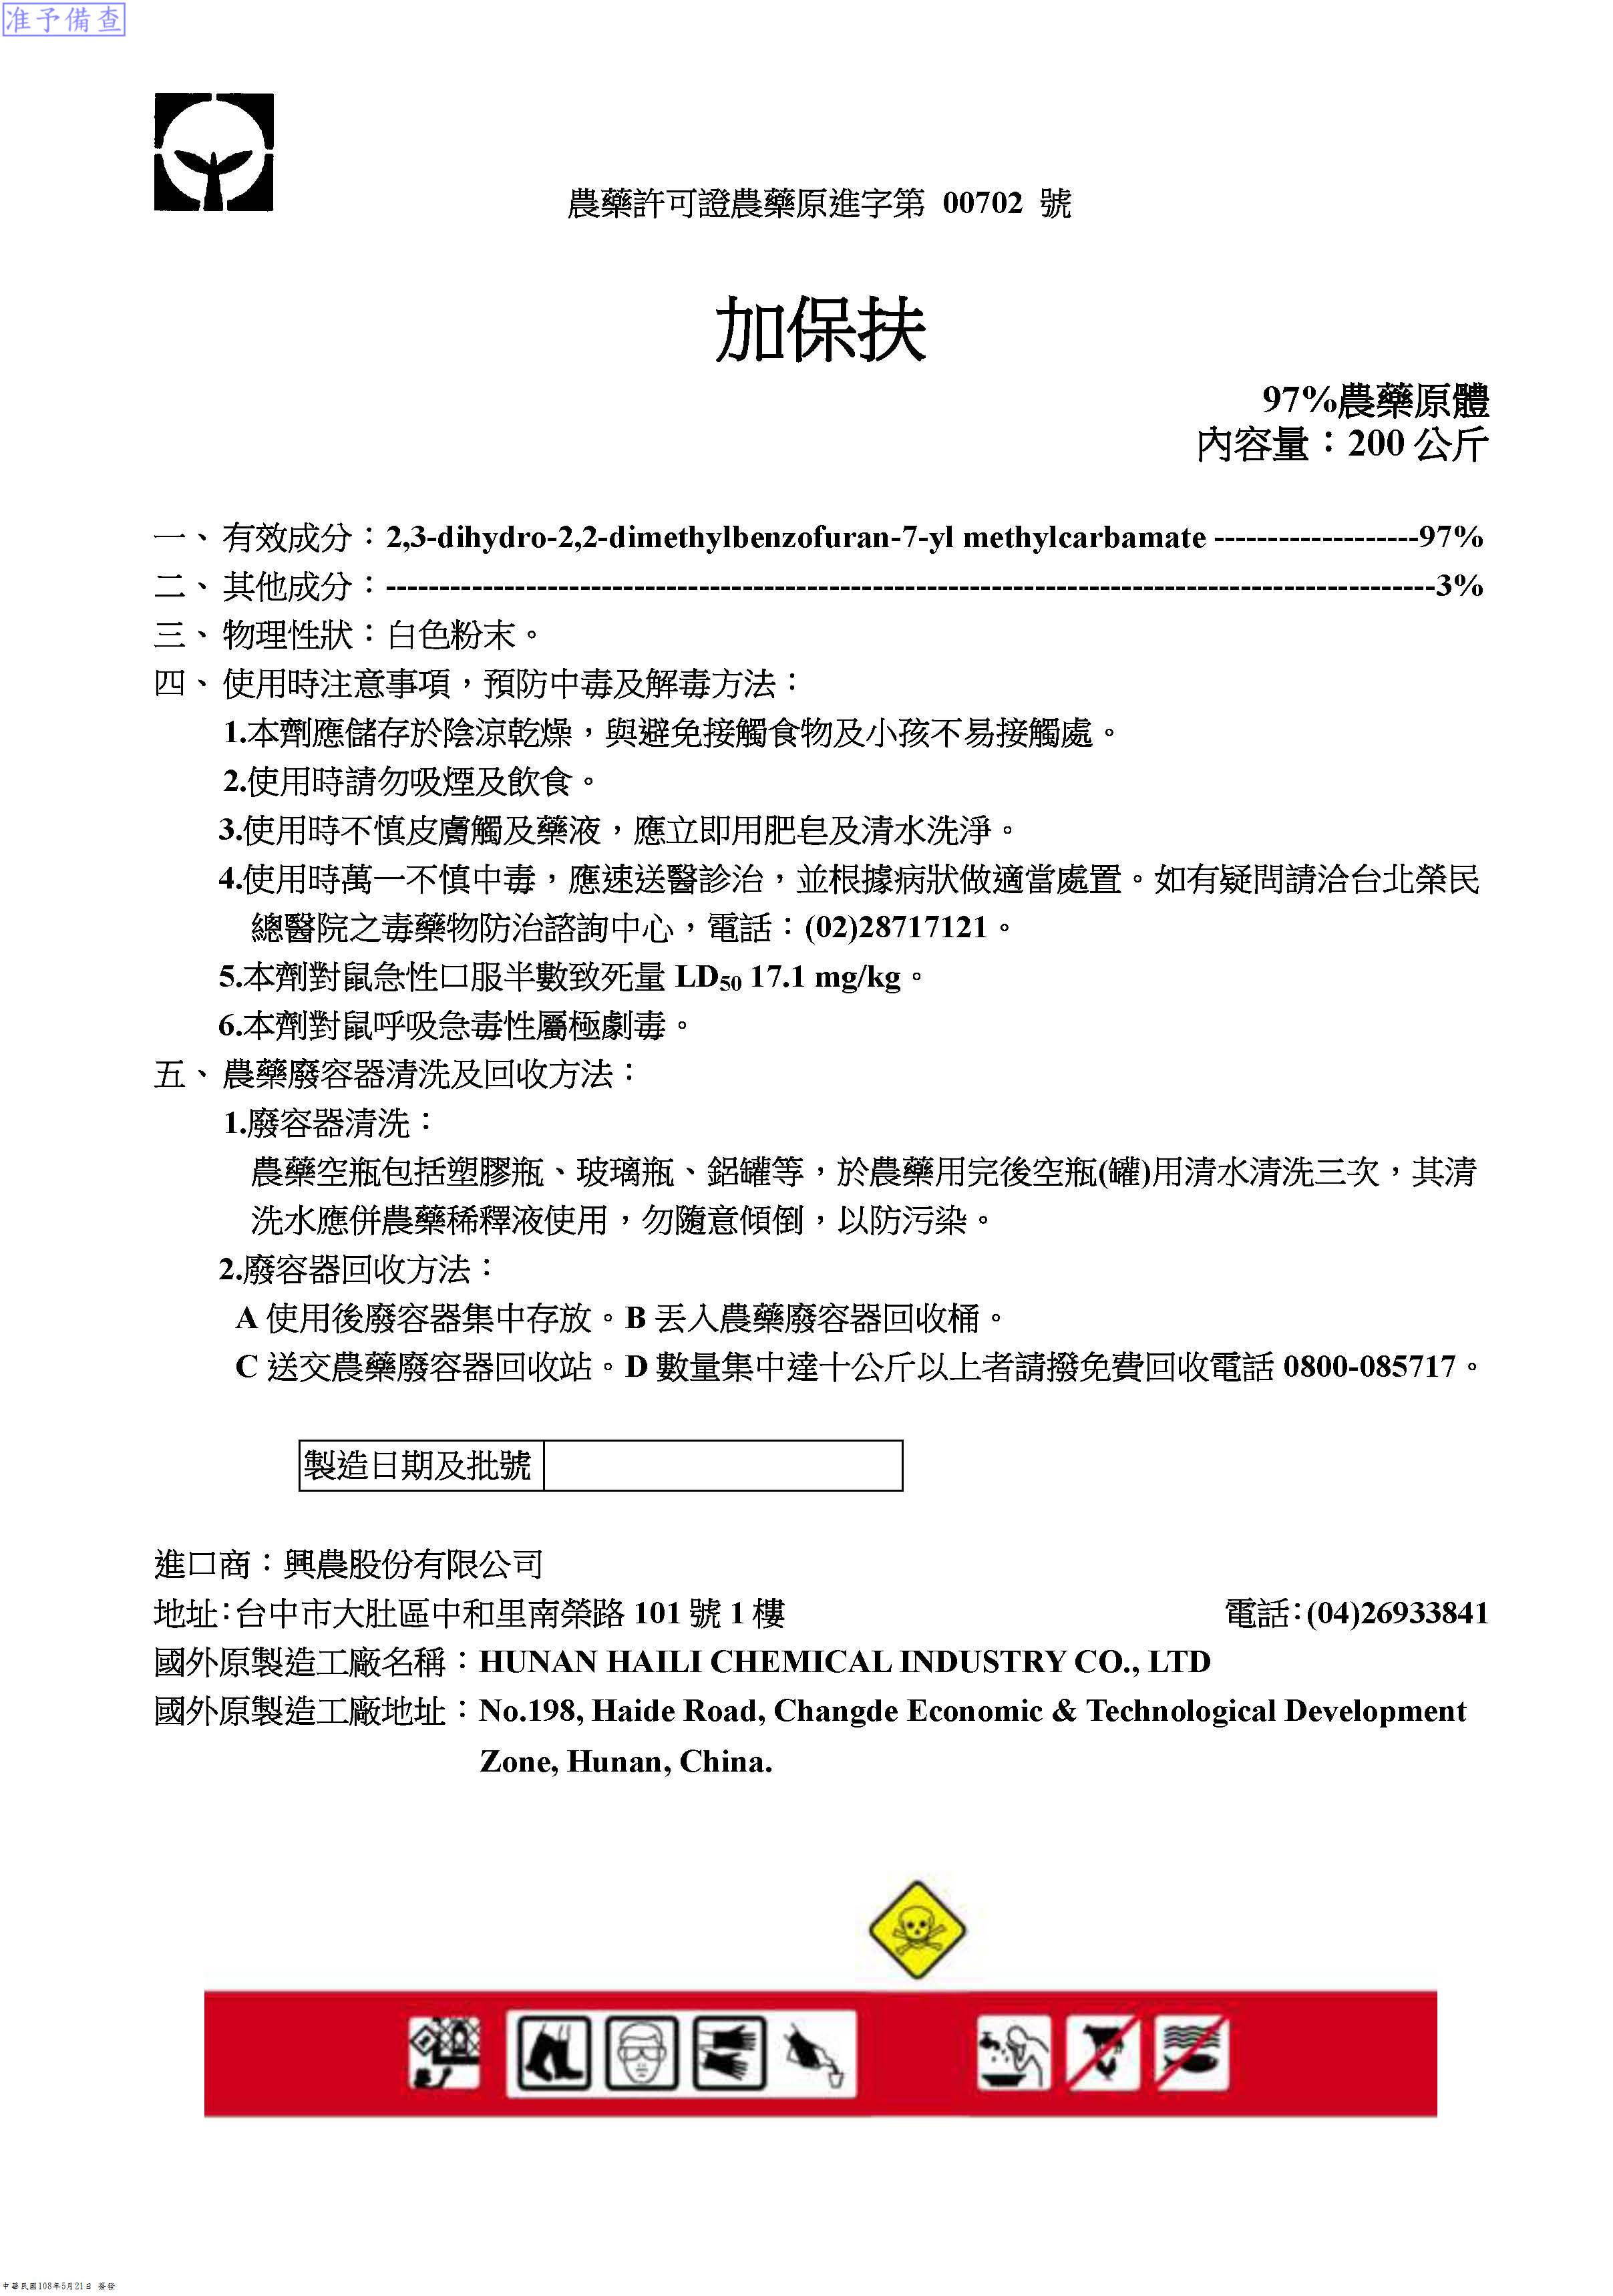 准予備查
農藥許可證農藥原進字第 00702 號
加保扶
97%農藥原體
內容量：200 公斤
一、有效成分：2,3-dihydro-2,2-dimethylbenzofuran-7-yl methylcarbamate -------------------97%
二、其他成分：--------------------------------------------------------------------------------------------------3%
三、物理性狀：白色粉末。
四、使用時注意事項，預防中毒及解毒方法：
1.本劑應儲存於陰涼乾燥，與避免接觸食物及小孩不易接觸處。
2.使用時請勿吸煙及飲食。
3.使用時不慎皮膚觸及藥液，應立即用肥皂及清水洗淨。
4.使用時萬一不慎中毒，應速送醫診治，並根據病狀做適當處置。如有疑問請洽台北榮民
總醫院之毒藥物防治諮詢中心，電話：(02)28717121。
5.本劑對鼠急性口服半數致死量 LD50 17.1 mg/kg。
6.本劑對鼠呼吸急毒性屬極劇毒。
五、農藥廢容器清洗及回收方法：
1.廢容器清洗：
農藥空瓶包括塑膠瓶、玻璃瓶、鋁罐等，於農藥用完後空瓶(罐)用清水清洗三次，其清
洗水應併農藥稀釋液使用，勿隨意傾倒，以防污染。
2.廢容器回收方法：
A 使用後廢容器集中存放。B 丟入農藥廢容器回收桶。
C 送交農藥廢容器回收站。D 數量集中達十公斤以上者請撥免費回收電話 0800-085717。
製造日期及批號
進口商：興農股份有限公司
地址：台中市大肚區中和里南榮路 101 號 1 樓 電話：(04)26933841
國外原製造工廠名稱：HUNAN HAILI CHEMICAL INDUSTRY CO., LTD
國外原製造工廠地址：No.198, Haide Road, Changde Economic & Technological Development
Zone, Hunan, China.
中華民國108年5月21日 簽發